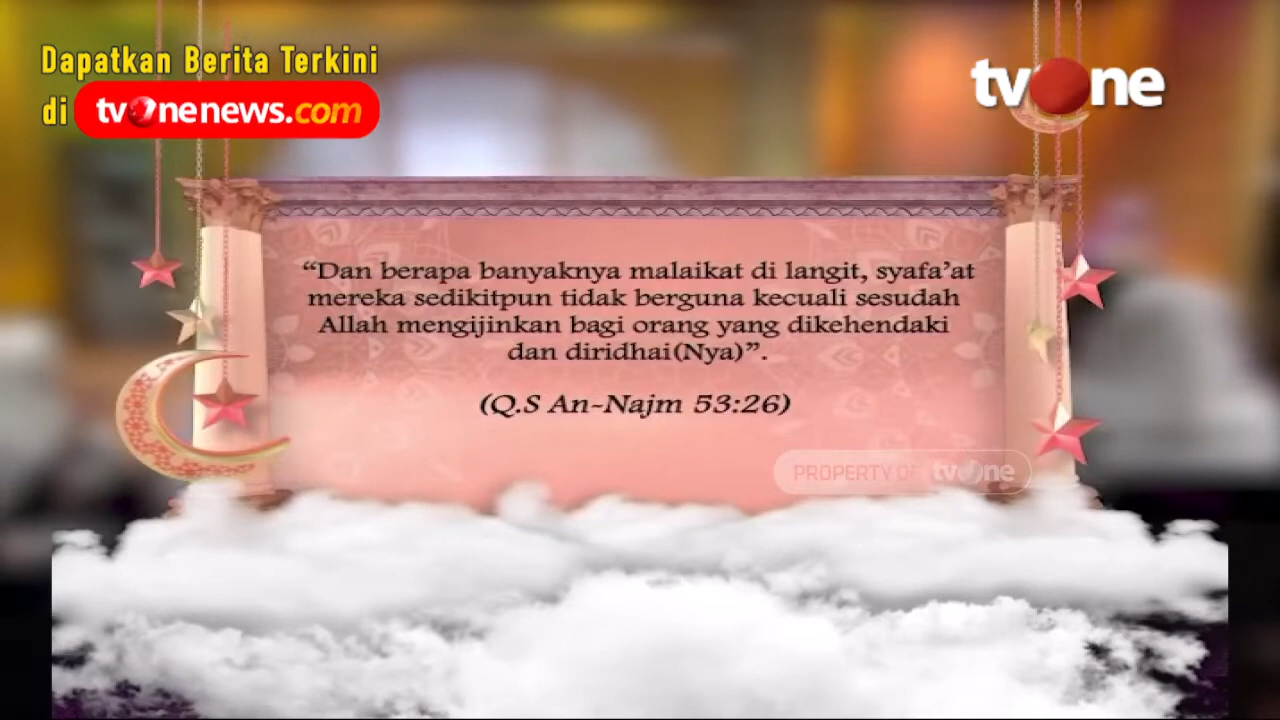 Dapatkan Berita Terkini
di tvonenews.com
tvone
“Dan berapa banyaknya malaikat di langit, syafa’at
mereka sedikitpun tidak berguna kecuali sesudah
Allah mengijinkan bagi orang yang dikehendaki
dan diridhai(Nya)”.
(Q.S An-Najm 53:26)
PROPERTY OF tvone